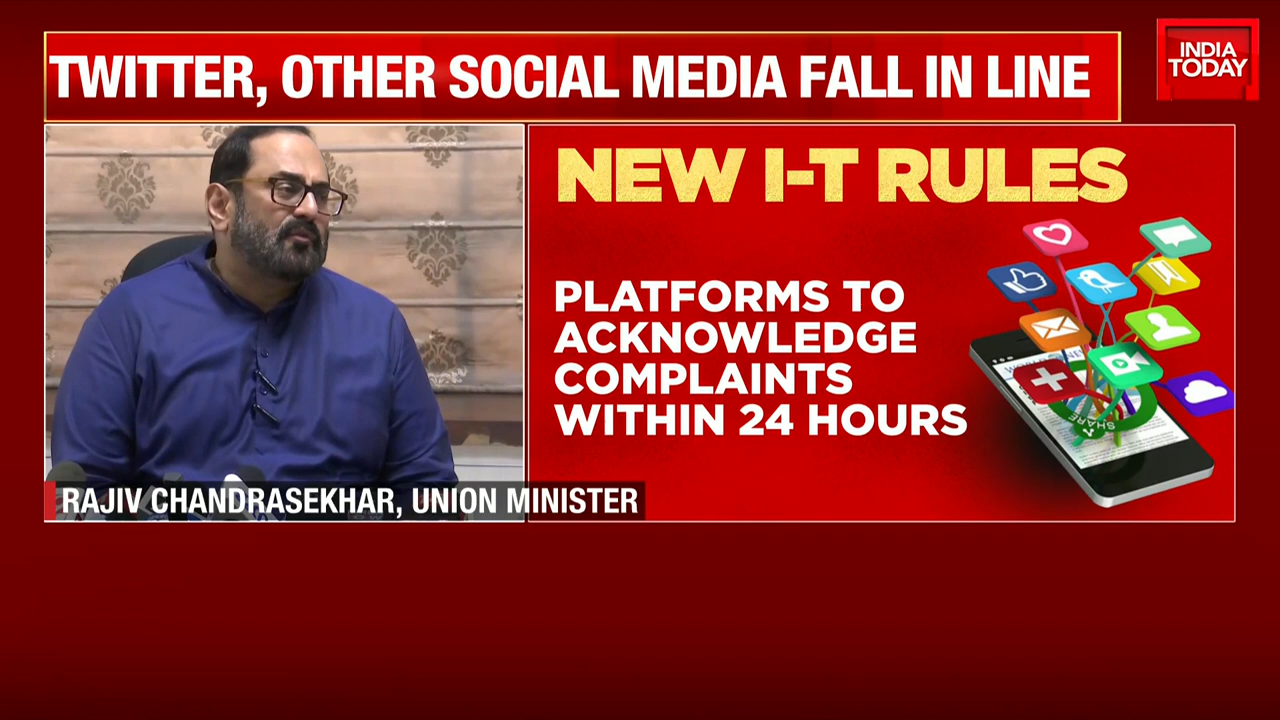 TWITTER, OTHER SOCIAL MEDIA FALL IN LINE
INDIA
TODAY
NEW I-T RULES
PLATFORMS TO
ACKNOWLEDGE
COMPLAINTS
WITHIN 24 HOURS
SHARE
RAJIV CHANDRASEKHAR, UNION MINISTER